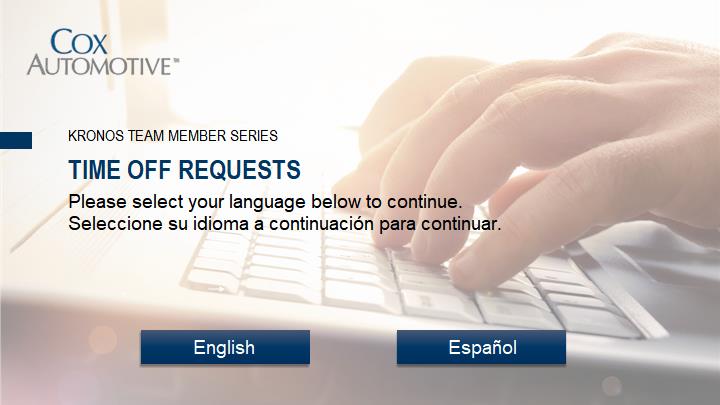 COX
AUTOMOTIVE™
KRONOS TEAM MEMBER SERIES
TIME OFF REQUESTS
Please select your language below to continue.
Seleccione su idioma a continuación para continuar.
English
Español